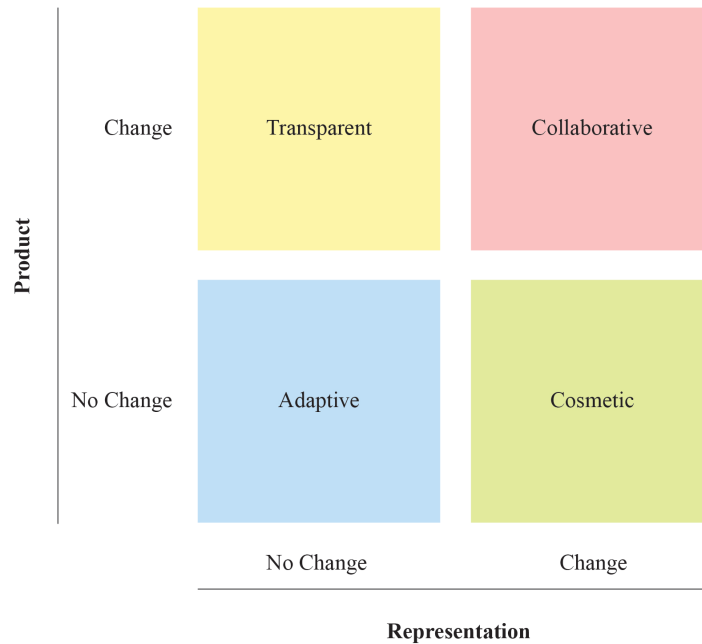 Change
Transparent
Collaborative
Product
No Change
Adaptive
Cosmetic
No Change
Change
Representation